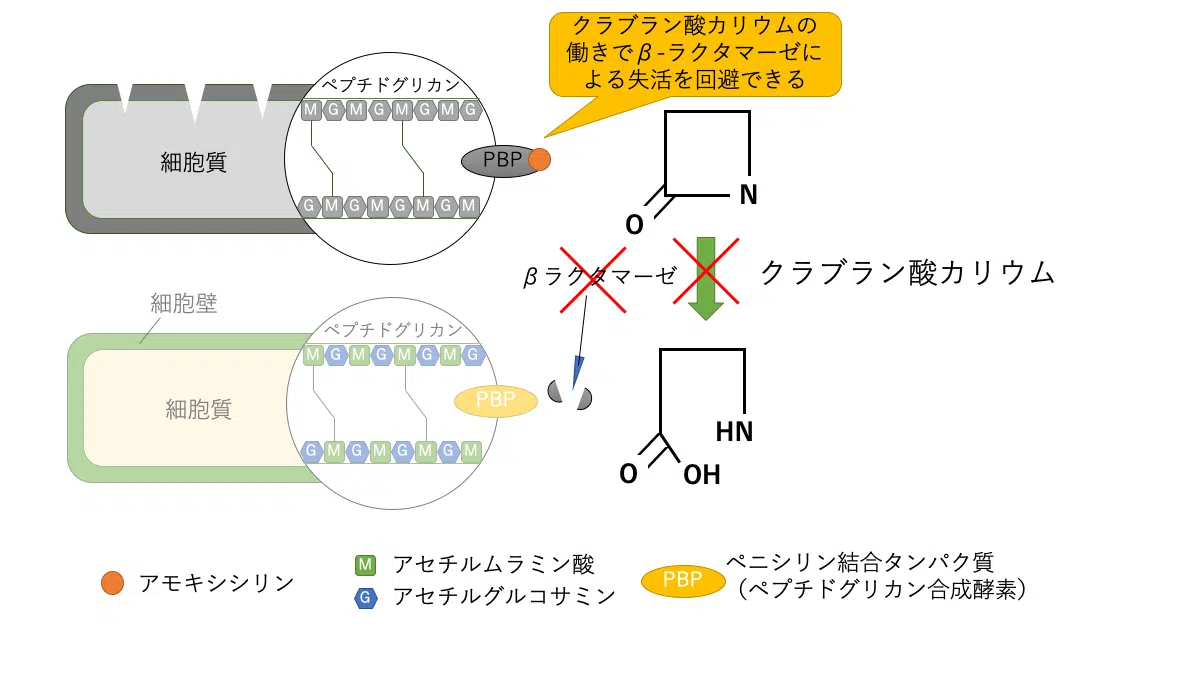 クラブラン酸カリウムの
働きでβ-ラクタマーゼに
よる失活を回避できる
ペプチドグリカン
M G M G M G M G
細胞質
PBP
G M G M G M G M
N
O
βラクタマーゼ
クラブラン酸カリウム
細胞壁
ペプチドグリカン
M G M G M G M G
細胞質
PBP
G M G M G M G M
HN
O
OH
M アセチルムラミン酸
G アセチルグルコサミン
アモキシシリン
PBP
ペニシリン結合タンパク質
（ペプチドグリカン合成酵素）